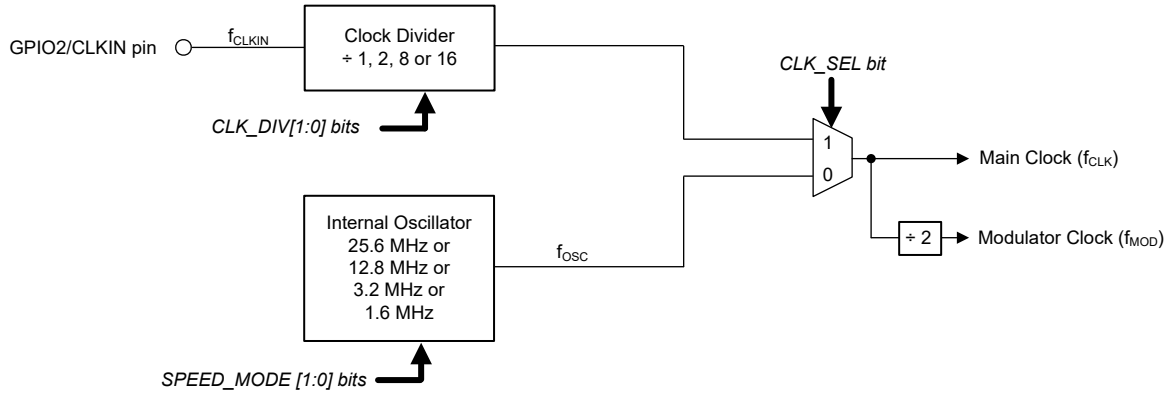 GPIO2/CLKIN pin
fCLKIN
Clock Divider
÷ 1, 2, 8 or 16
CLK_DIV[1:0] bits
CLK_SEL bit
1
0
Main Clock (fCLK)
÷ 2
Modulator Clock (fMOD)
Internal Oscillator
25.6 MHz or
12.8 MHz or
3.2 MHz or
1.6 MHz
fOSC
SPEED_MODE [1:0] bits